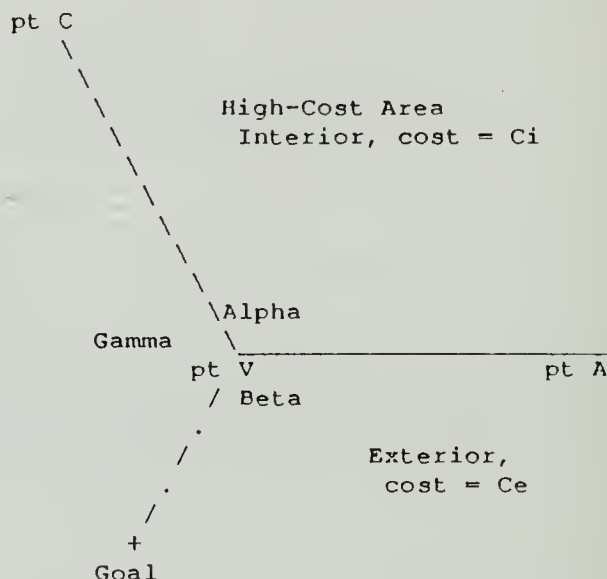 pt C
High-Cost Area
Interior, cost = Ci
Alpha
Gamma
pt V
pt A
Beta
Exterior,
cost = Ce
Goal